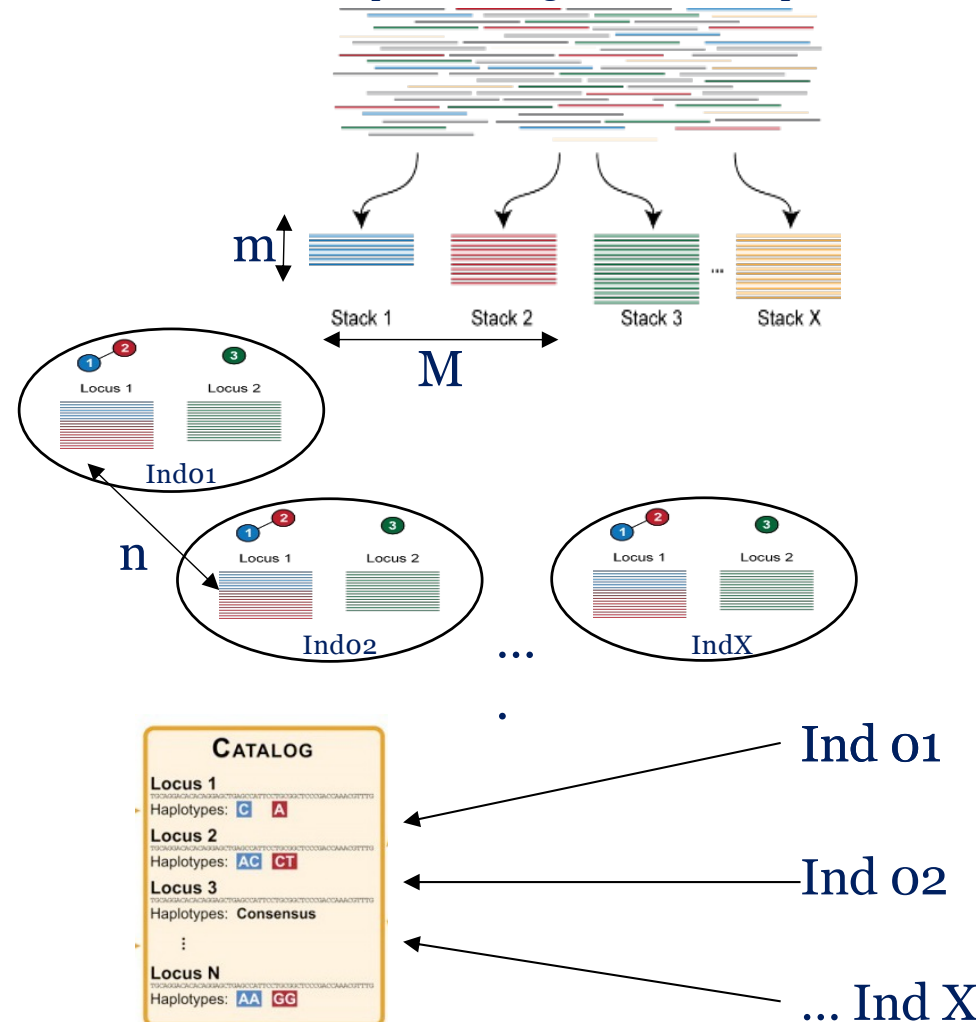 m
...
Stack 1 Stack 2 Stack 3 Stack X
M
1 2 3
Locus 1 Locus 2
Ind01
n
1 2 3
Locus 1 Locus 2
Ind02
1 2 3
Locus 1 Locus 2
IndX
...
.
CATALOG
Locus 1
Haplotypes: C A
Locus 2
Haplotypes: AC CT
Locus 3
Haplotypes: Consensus
⋮
Locus N
Haplotypes: AA GG
Ind 01
Ind 02
... Ind X